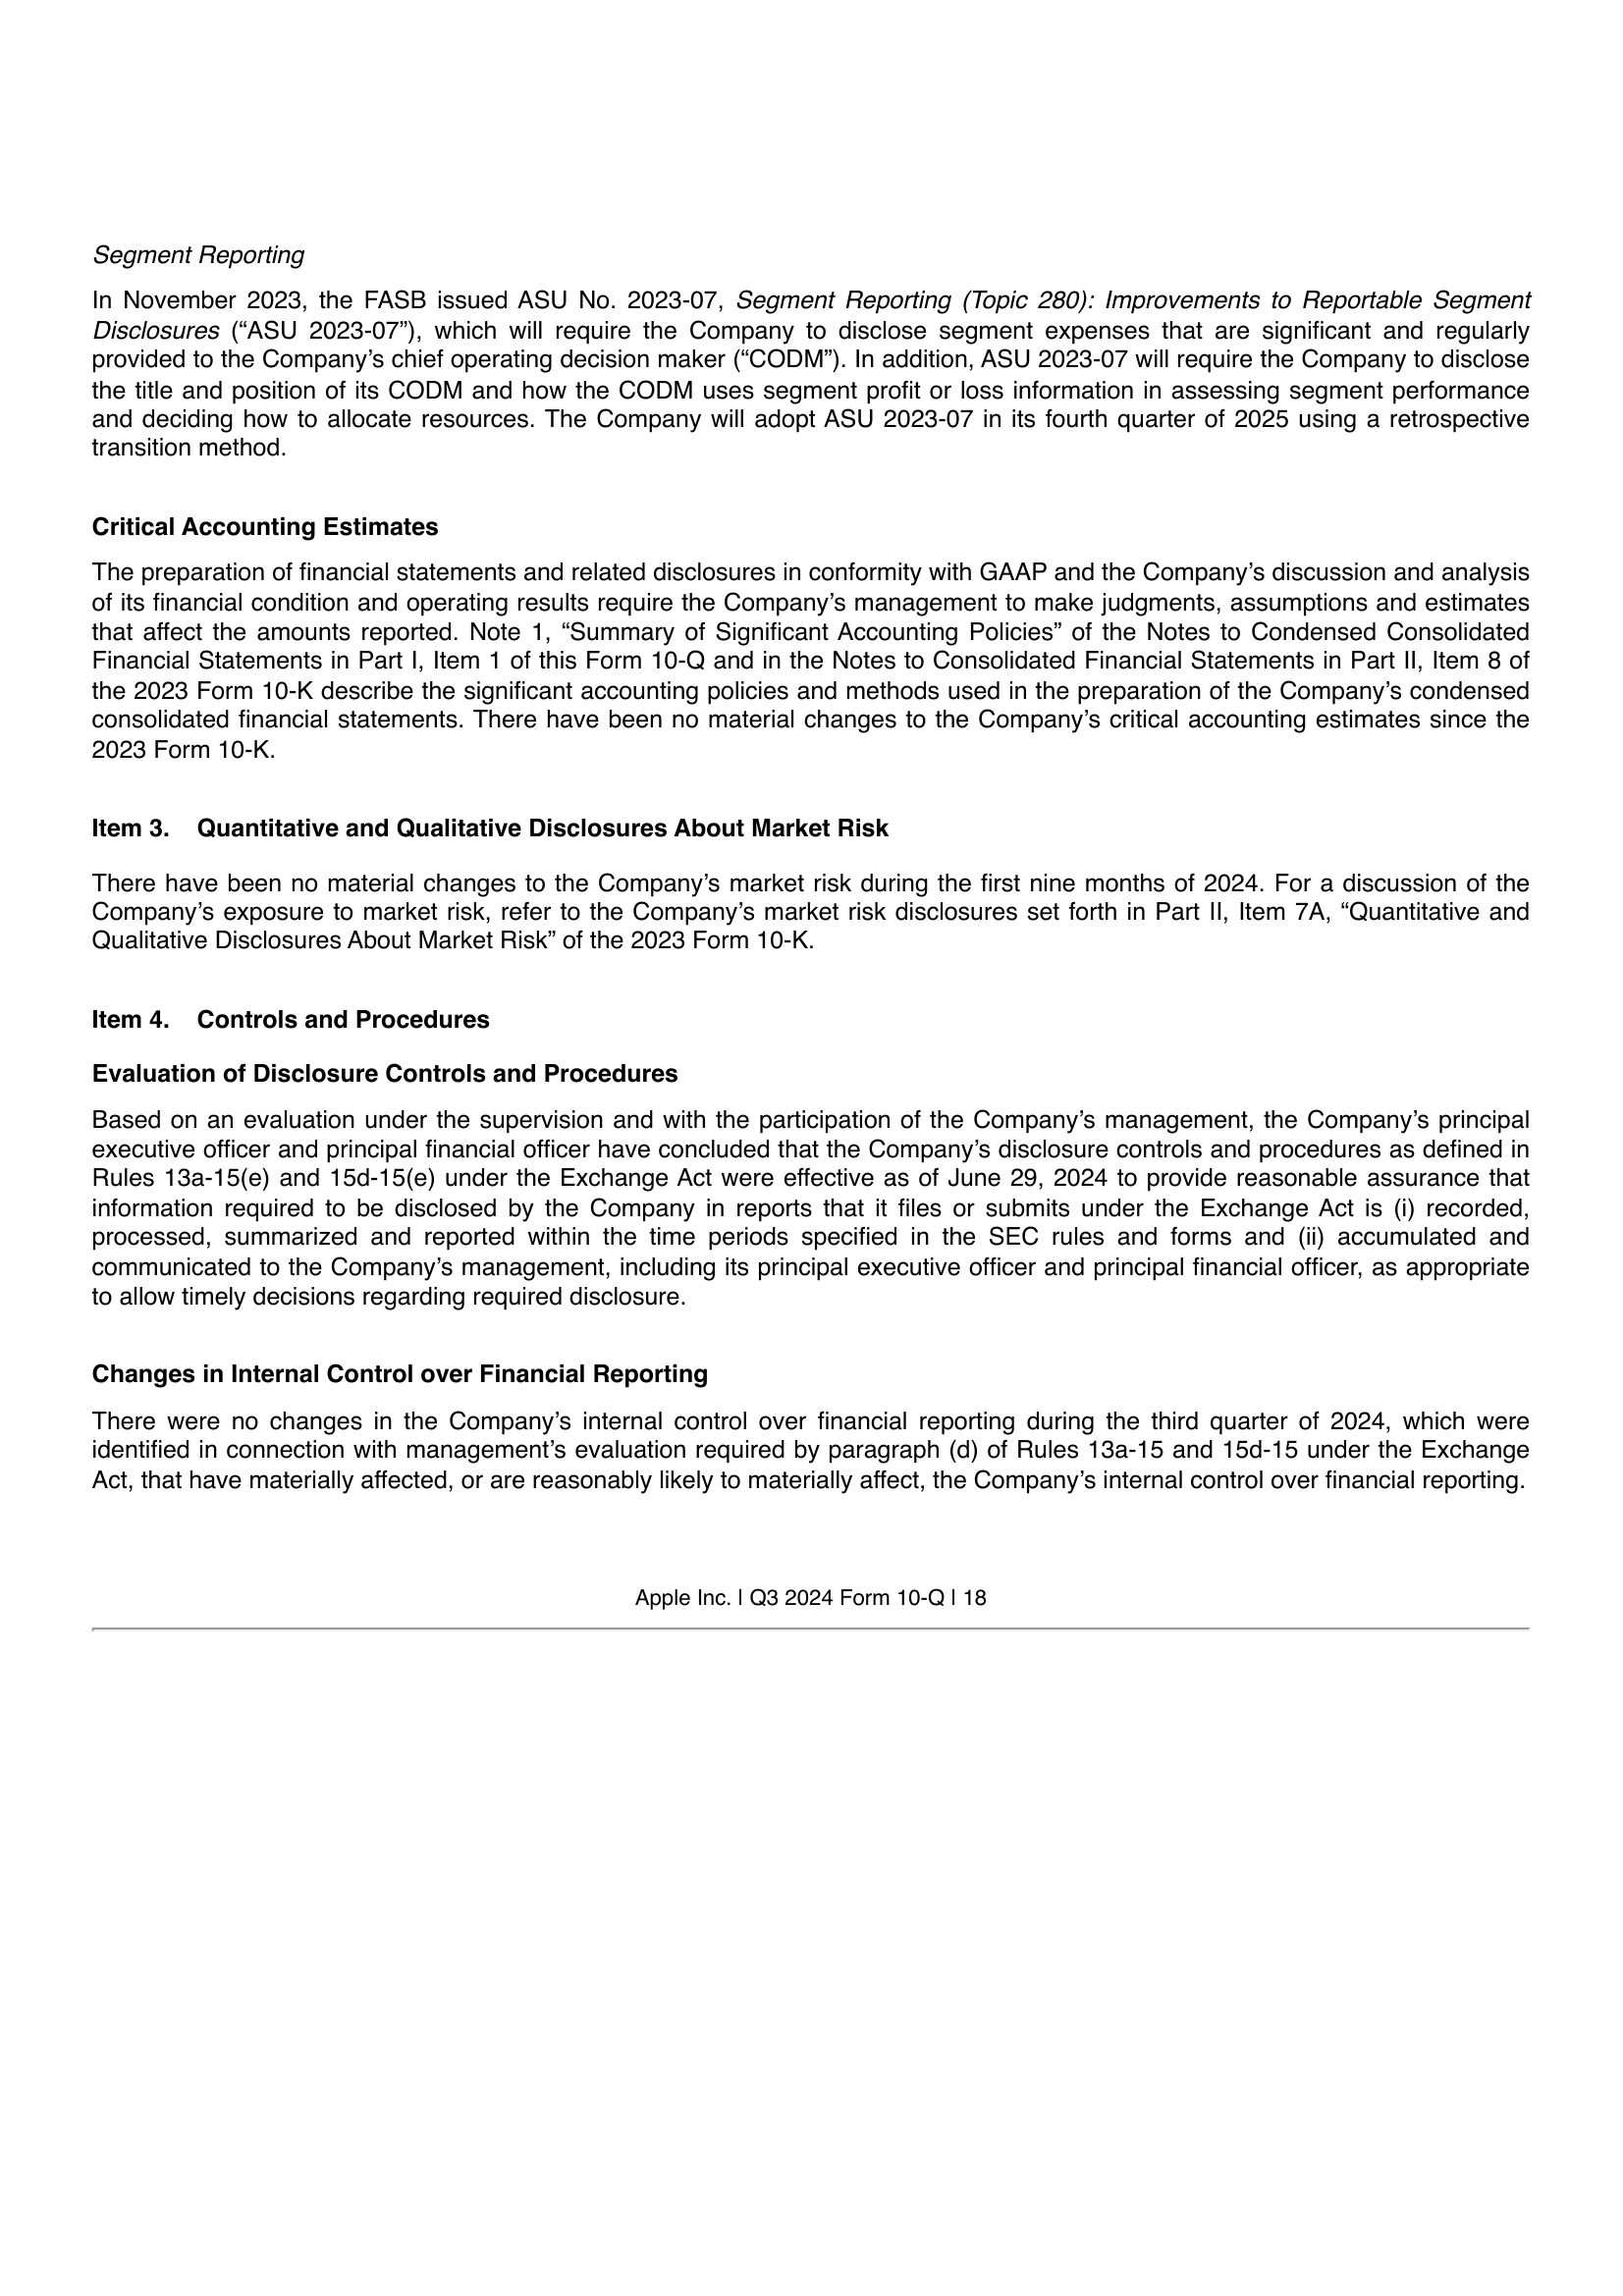 Segment Reporting
In November 2023, the FASB issued ASU No. 2023-07, Segment Reporting (Topic 280): Improvements to Reportable Segment
Disclosures (“ASU 2023-07”), which will require the Company to disclose segment expenses that are significant and regularly
provided to the Company’s chief operating decision maker (“CODM”). In addition, ASU 2023-07 will require the Company to disclose
the title and position of its CODM and how the CODM uses segment profit or loss information in assessing segment performance
and deciding how to allocate resources. The Company will adopt ASU 2023-07 in its fourth quarter of 2025 using a retrospective
transition method.
Critical Accounting Estimates
The preparation of financial statements and related disclosures in conformity with GAAP and the Company’s discussion and analysis
of its financial condition and operating results require the Company’s management to make judgments, assumptions and estimates
that affect the amounts reported. Note 1, “Summary of Significant Accounting Policies” of the Notes to Condensed Consolidated
Financial Statements in Part I, Item 1 of this Form 10-Q and in the Notes to Consolidated Financial Statements in Part II, Item 8 of
the 2023 Form 10-K describe the significant accounting policies and methods used in the preparation of the Company’s condensed
consolidated financial statements. There have been no material changes to the Company’s critical accounting estimates since the
2023 Form 10-K.
Item 3. Quantitative and Qualitative Disclosures About Market Risk
There have been no material changes to the Company’s market risk during the first nine months of 2024. For a discussion of the
Company’s exposure to market risk, refer to the Company’s market risk disclosures set forth in Part II, Item 7A, “Quantitative and
Qualitative Disclosures About Market Risk” of the 2023 Form 10-K.
Item 4. Controls and Procedures
Evaluation of Disclosure Controls and Procedures
Based on an evaluation under the supervision and with the participation of the Company’s management, the Company’s principal
executive officer and principal financial officer have concluded that the Company’s disclosure controls and procedures as defined in
Rules 13a-15(e) and 15d-15(e) under the Exchange Act were effective as of June 29, 2024 to provide reasonable assurance that
information required to be disclosed by the Company in reports that it files or submits under the Exchange Act is (i) recorded,
processed, summarized and reported within the time periods specified in the SEC rules and forms and (ii) accumulated and
communicated to the Company’s management, including its principal executive officer and principal financial officer, as appropriate
to allow timely decisions regarding required disclosure.
Changes in Internal Control over Financial Reporting
There were no changes in the Company’s internal control over financial reporting during the third quarter of 2024, which were
identified in connection with management’s evaluation required by paragraph (d) of Rules 13a-15 and 15d-15 under the Exchange
Act, that have materially affected, or are reasonably likely to materially affect, the Company’s internal control over financial reporting.
Apple Inc. | Q3 2024 Form 10-Q | 18